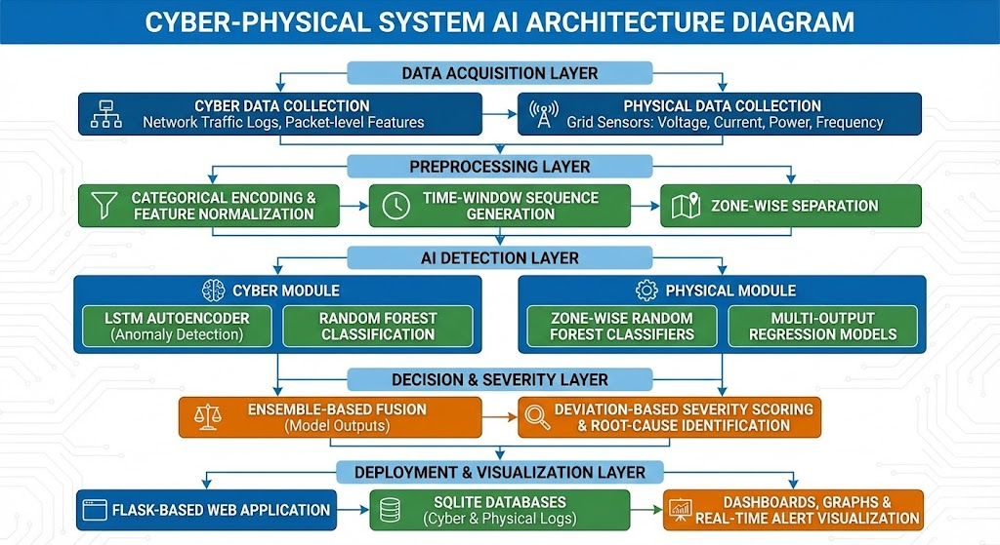 CYBER-PHYSICAL SYSTEM AI ARCHITECTURE DIAGRAM
DATA ACQUISITION LAYER
CYBER DATA COLLECTION
Network Traffic Logs, Packet-level Features
PHYSICAL DATA COLLECTION
Grid Sensors: Voltage, Current, Power, Frequency
PREPROCESSING LAYER
CATEGORICAL ENCODING &
FEATURE NORMALIZATION
TIME-WINDOW SEQUENCE
GENERATION
ZONE-WISE SEPARATION
AI DETECTION LAYER
CYBER MODULE
LSTM AUTOENCODER
(Anomaly Detection)
RANDOM FOREST
CLASSIFICATION
PHYSICAL MODULE
ZONE-WISE RANDOM
FOREST CLASSIFIERS
MULTI-OUTPUT
REGRESSION MODELS
DECISION & SEVERITY LAYER
ENSEMBLE-BASED FUSION
(Model Outputs)
DEVIATION-BASED SEVERITY SCORING
& ROOT-CAUSE IDENTIFICATION
DEPLOYMENT & VISUALIZATION LAYER
FLASK-BASED WEB APPLICATION
SQLITE DATABASES
(Cyber & Physical Logs)
DASHBOARDS, GRAPHS &
REAL-TIME ALERT VISUALIZATION